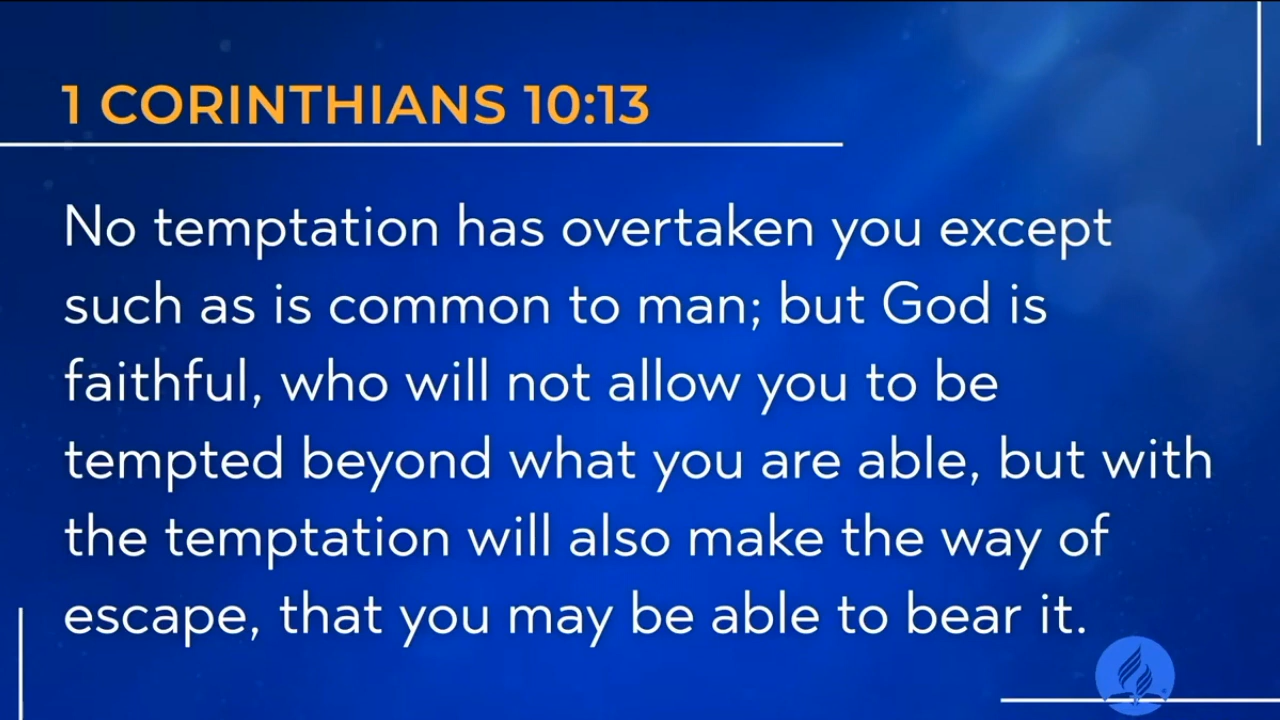 1 CORINTHIANS 10:13
No temptation has overtaken you except
such as is common to man; but God is
faithful, who will not allow you to be
tempted beyond what you are able, but with
the temptation will also make the way of
escape, that you may be able to bear it.